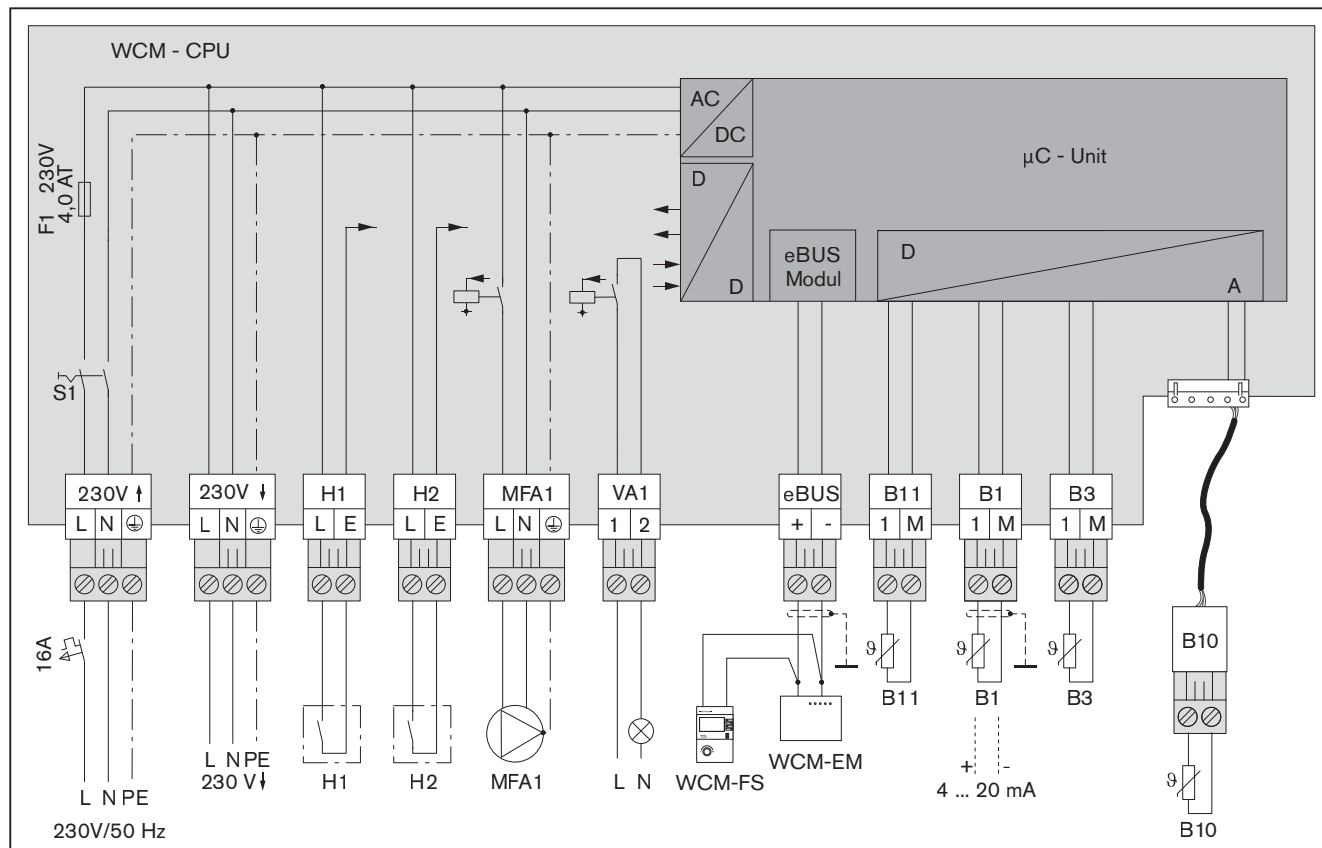 WCM - CPU
AC
DC
µC - Unit
F1 230V
4,0 AT
D
D
eBUS
Modul
D
A
S1
230V
230V
H1
H2
MFA1
VA1
eBUS
B11
B1
B3
L N
L N
L E
L E
L N
1 2
+ -
1 M
1 M
1 M
16A
B10
ϑ
ϑ
ϑ
B11
B1
B3
L N PE
230 V
H1
H2
MFA1
L N
WCM-FS
WCM-EM
+ -
4 ... 20 mA
L N PE
230V/50 Hz
ϑ
B10